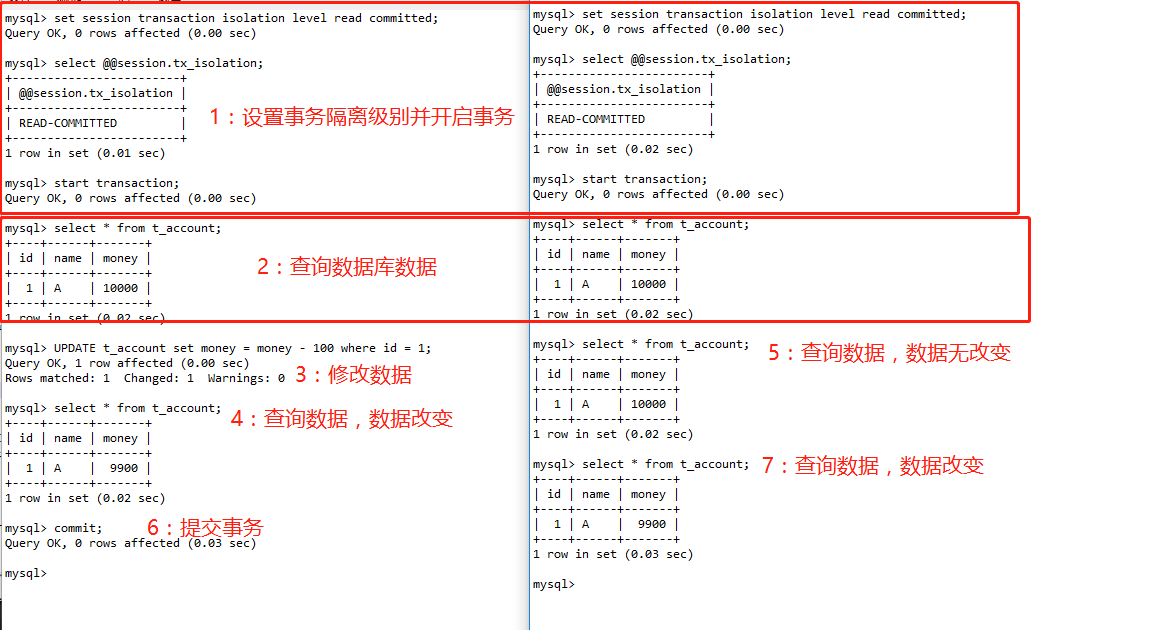 mysql> set session transaction isolation level read committed;
Query OK, 0 rows affected (0.00 sec)
mysql> select @@session.tx_isolation;
+------------------------+
| @@session.tx_isolation |
+------------------------+
| READ-COMMITTED         |
+------------------------+
1 row in set (0.01 sec)
mysql> start transaction;
Query OK, 0 rows affected (0.00 sec)
1：设置事务隔离级别并开启事务
mysql> select * from t_account;
+----+------+-------+
| id | name | money |
+----+------+-------+
|  1 | A    | 10000 |
+----+------+-------+
1 row in set (0.02 sec)
2：查询数据库数据
mysql> UPDATE t_account set money = money - 100 where id = 1;
Query OK, 1 row affected (0.00 sec)
Rows matched: 1  Changed: 1  Warnings: 0
3：修改数据
mysql> select * from t_account;
+----+------+-------+
| id | name | money |
+----+------+-------+
|  1 | A    |  9900 |
+----+------+-------+
1 row in set (0.02 sec)
4：查询数据，数据改变
mysql> commit;
Query OK, 0 rows affected (0.03 sec)
6：提交事务
mysql>
mysql> set session transaction isolation level read committed;
Query OK, 0 rows affected (0.00 sec)
mysql> select @@session.tx_isolation;
+------------------------+
| @@session.tx_isolation |
+------------------------+
| READ-COMMITTED         |
+------------------------+
1 row in set (0.02 sec)
mysql> start transaction;
Query OK, 0 rows affected (0.00 sec)
mysql> select * from t_account;
+----+------+-------+
| id | name | money |
+----+------+-------+
|  1 | A    | 10000 |
+----+------+-------+
1 row in set (0.02 sec)
mysql> select * from t_account;
+----+------+-------+
| id | name | money |
+----+------+-------+
|  1 | A    | 10000 |
+----+------+-------+
1 row in set (0.02 sec)
5：查询数据，数据无改变
mysql> select * from t_account;
+----+------+-------+
| id | name | money |
+----+------+-------+
|  1 | A    |  9900 |
+----+------+-------+
1 row in set (0.03 sec)
7：查询数据，数据改变
mysql>